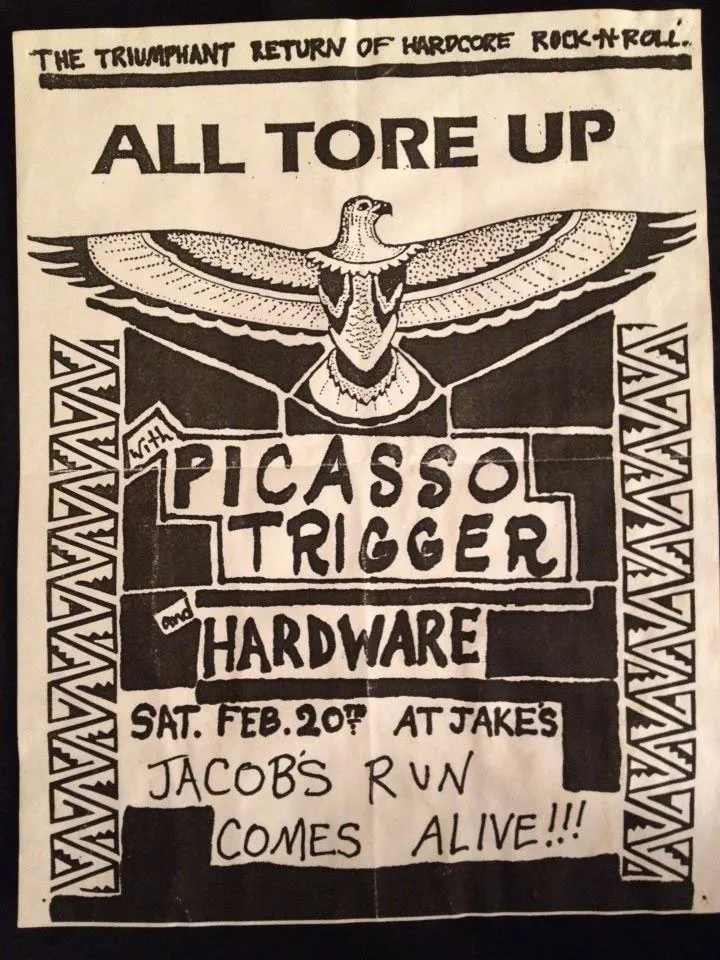 THE TRIUMPHANT RETURN OF HARDCORE ROCK-N-ROLL.
ALL TORE UP
with
PICASSO
TRIGGER
and
HARDWARE
SAT. FEB. 20TH AT JAKE'S
JACOB'S RUN
COMES ALIVE!!!